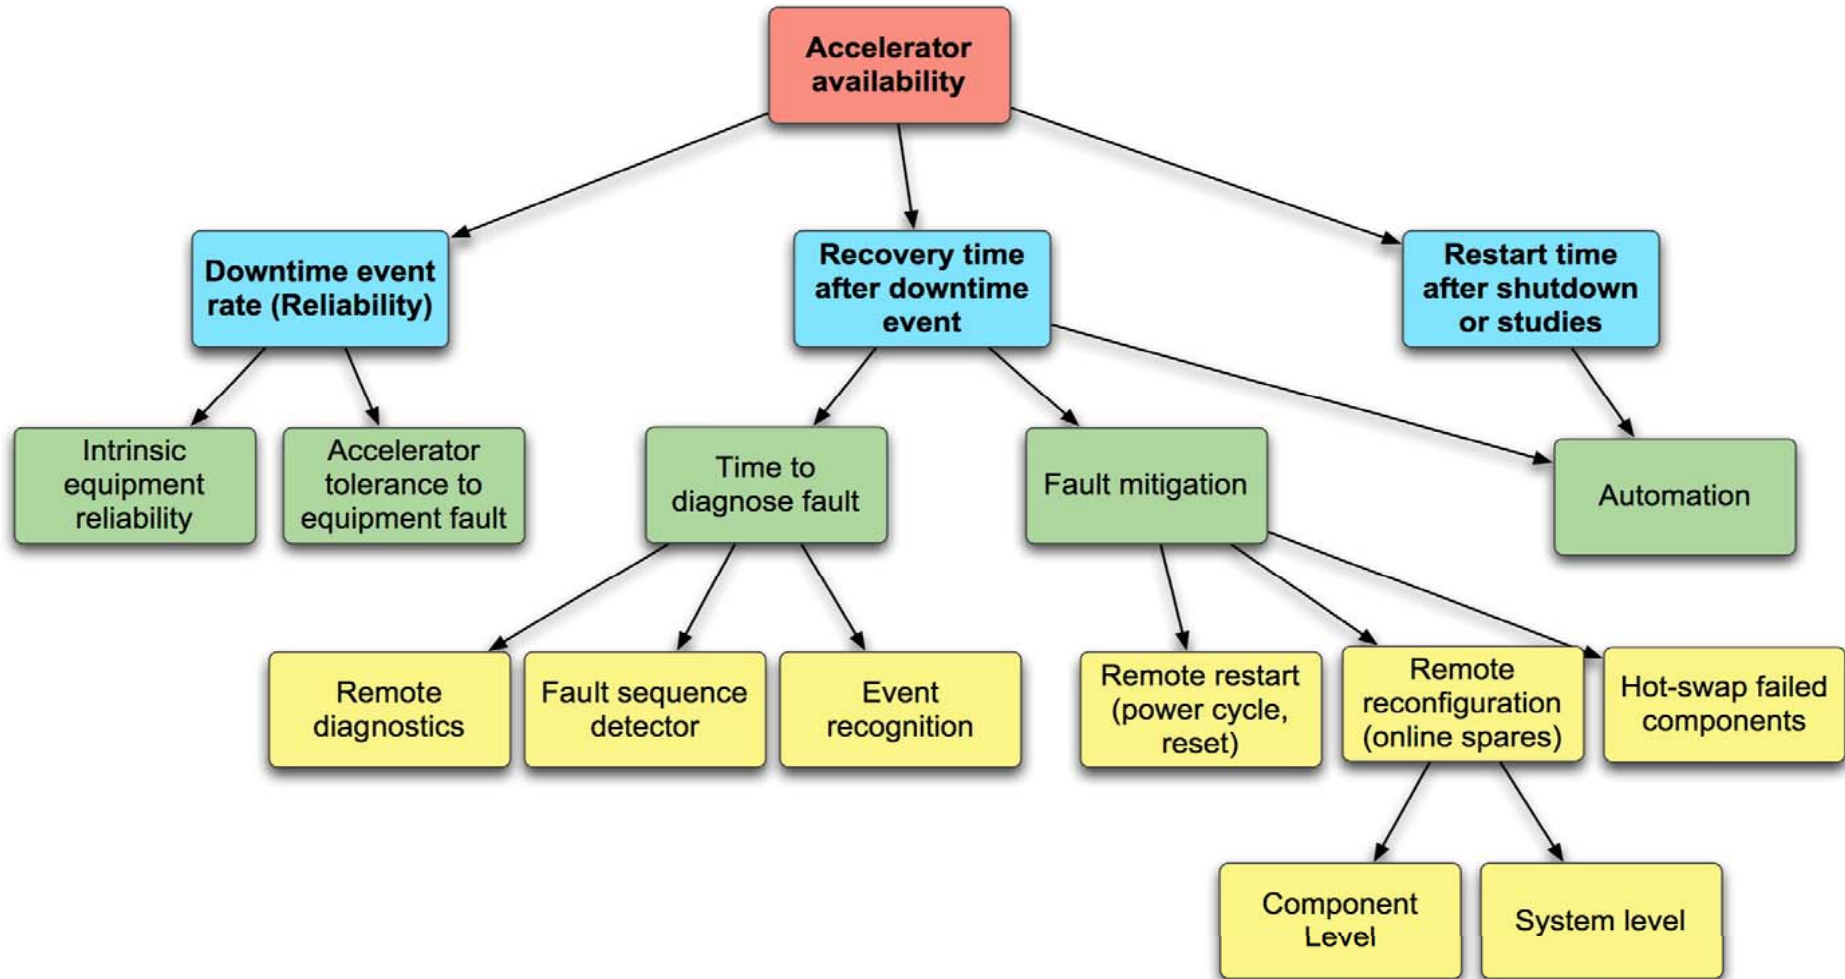 Accelerator
availability
Downtime event
rate (Reliability)
Recovery time
after downtime
event
Restart time
after shutdown
or studies
Intrinsic
equipment
reliability
Accelerator
tolerance to
equipment fault
Time to
diagnose fault
Fault mitigation
Automation
Remote
diagnostics
Fault sequence
detector
Event
recognition
Remote restart
(power cycle,
reset)
Remote
reconfiguration
(online spares)
Hot-swap failed
components
Component
Level
System level